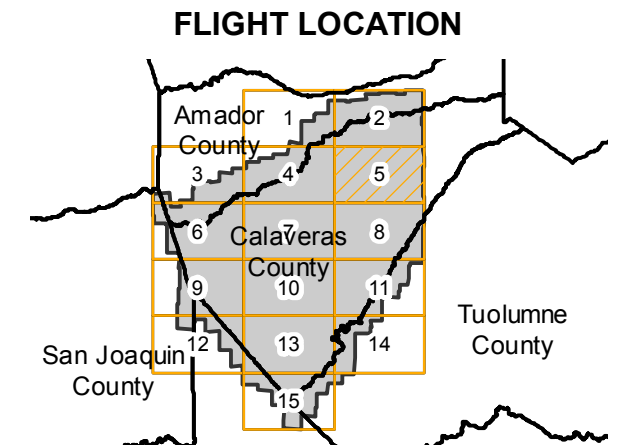 FLIGHT LOCATION
Amador
County
1
2
3
4
5
6
7
8
Calaveras
County
9
10
11
12
13
14
15
San Joaquin
County
Tuolumne
County